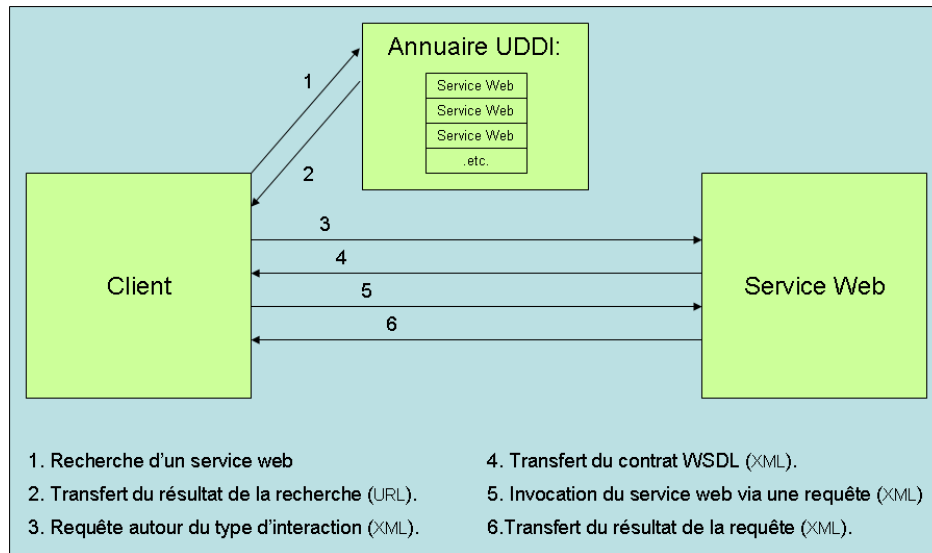 Annuaire UDDI:
Service Web
Service Web
Service Web
.etc.
1
2
Client
3
4
5
6
Service Web
1. Recherche d'un service web
2. Transfert du résultat de la recherche (URL).
3. Requête autour du type d'interaction (XML).
4. Transfert du contrat WSDL (XML).
5. Invocation du service web via une requête (XML)
6.Transfert du résultat de la requête (XML).